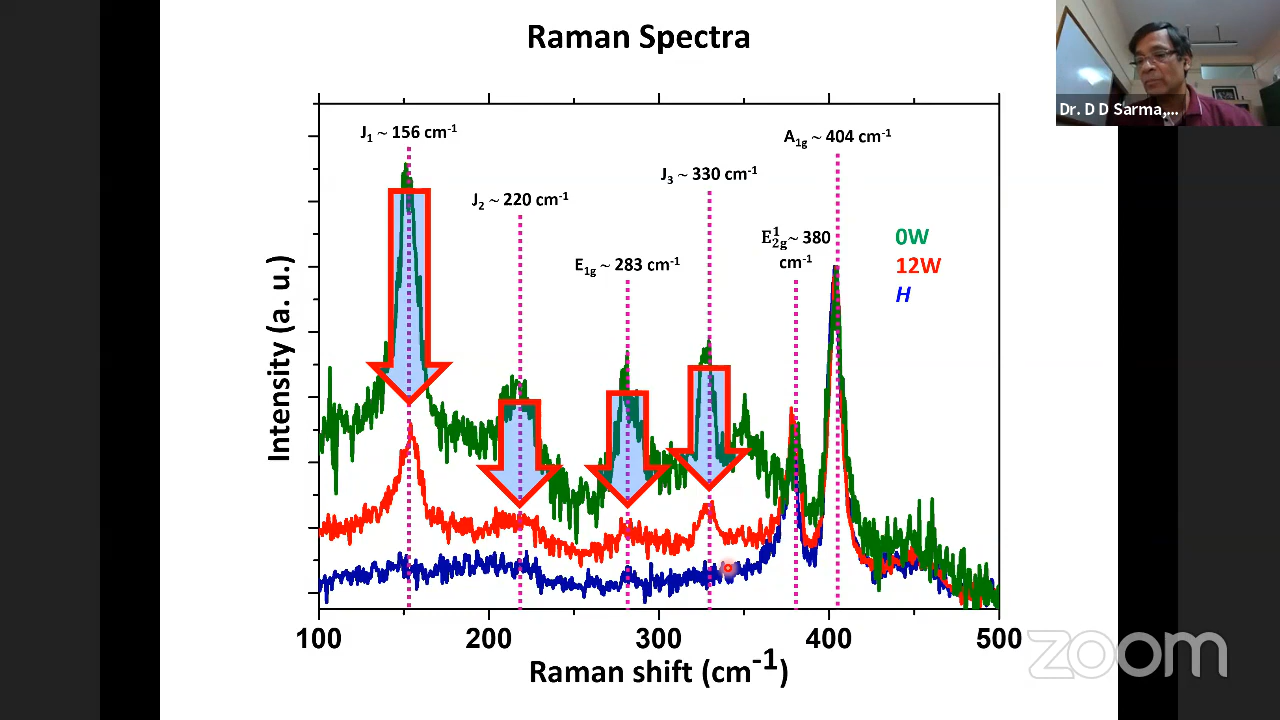 Raman Spectra
Dr. D D Sarma,...
J₁ ~ 156 cm⁻¹
A₁g ~ 404 cm⁻¹
J₃ ~ 330 cm⁻¹
J₂ ~ 220 cm⁻¹
E¹₂g ~ 380
cm⁻¹
E₁g ~ 283 cm⁻¹
0W
12W
H
Intensity (a. u.)
100 200 300 400 500
Raman shift (cm⁻¹)
zoom